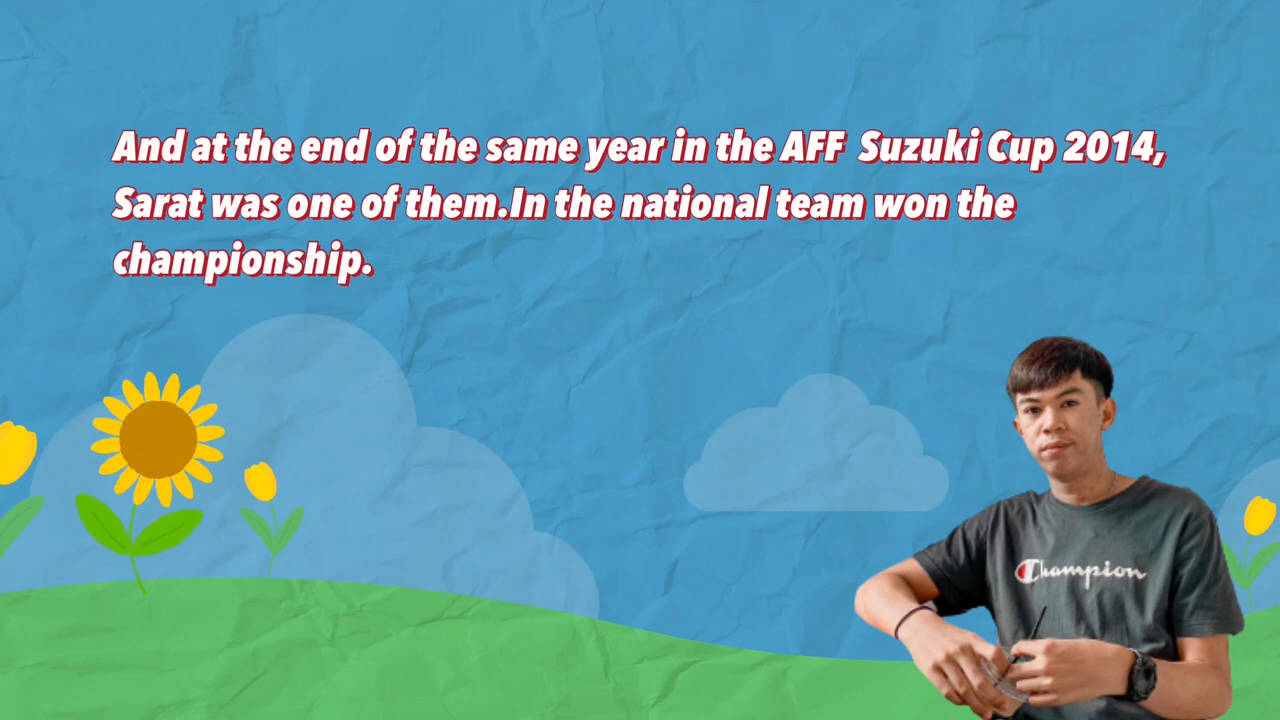 And at the end of the same year in the AFF Suzuki Cup 2014,
Sarat was one of them.In the national team won the
championship.
Champion